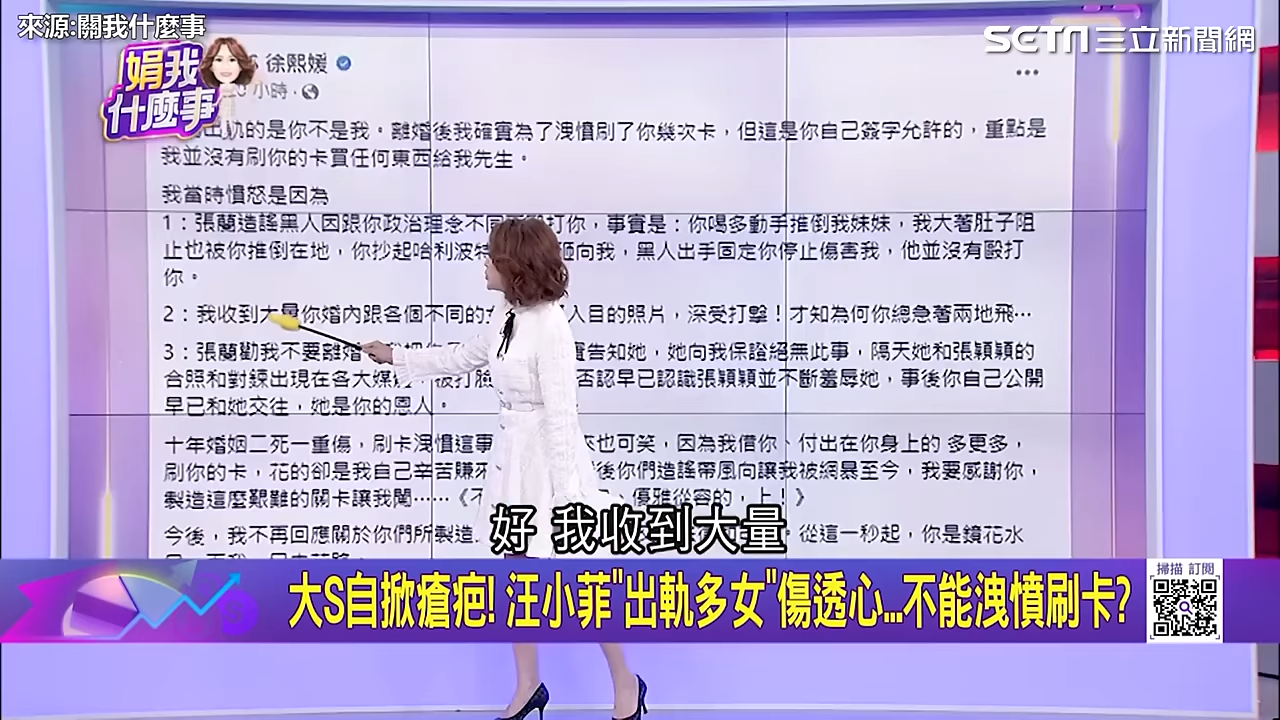 來源:關我什麼事
SETN三立新聞網
娟我
什麼事
徐熙媛
小時
出軌的是你不是我。離婚後我確實為了洩憤刷了你幾次卡，但這是你自己簽字允許的，重點是
我並沒有刷你的卡買任何東西給我先生。
我當時憤怒是因為
1：張蘭造謠黑人因跟你政治理念不同 打你，事實是：你喝多動手推倒我妹妹，我大著肚子阻
止也被你推倒在地，你抄起哈利波特 砸向我，黑人出手固定你停止傷害我，他並沒有毆打
你。
2：我收到大量你婚內跟各個不同的 入目的照片，深受打擊！才知為何你總急著兩地飛…
3：張蘭勸我不要離婚 實告知她，她向我保證絕無此事，隔天她和張穎穎的
合照和對錶出現在各大媒 被打臉 否認早已認識張穎穎並不斷羞辱她，事後你自己公開
早已和她交往，她是你的恩人。
十年婚姻二死一重傷，刷卡洩憤這事 來也可笑，因為我借你、付出在你身上的 多更多，
刷你的卡，花的卻是我自己辛苦賺 後你們造謠帶風向讓我被網暴至今，我要感謝你，
製造這麼艱難的關卡讓我闖……《不 、優雅從容的，上！》
今後，我不再回應關於你們所製造 從這一秒起，你是鏡花水
好 我收到大量
大S自掀瘡疤! 汪小菲"出軌多女"傷透心...不能洩憤刷卡?
掃描 訂閱